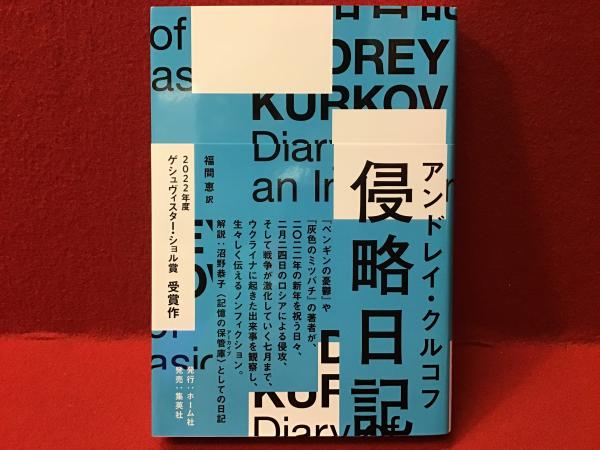 アンドレイ・クルコフ
侵略日記
福間 恵 訳
『ペンギンの憂鬱』や
『灰色のミツバチ』の著者が、
二〇二二年の新年を祝う日々、
二月二四日のロシアによる侵攻、
そして戦争が激化していく七月まで、
ウクライナに起きた出来事を観察し、
生々しく伝えるノンフィクション。
解説:沼野恭子〈記憶の保管庫〉としての日記
アーカイブ
2022年度
ゲシュヴィスター・ショル賞 受賞作
発行:ホーム社
発売:集英社
of
as
DREY
KURKOV
Diary
an In
of
asio
D
KU
Diary of